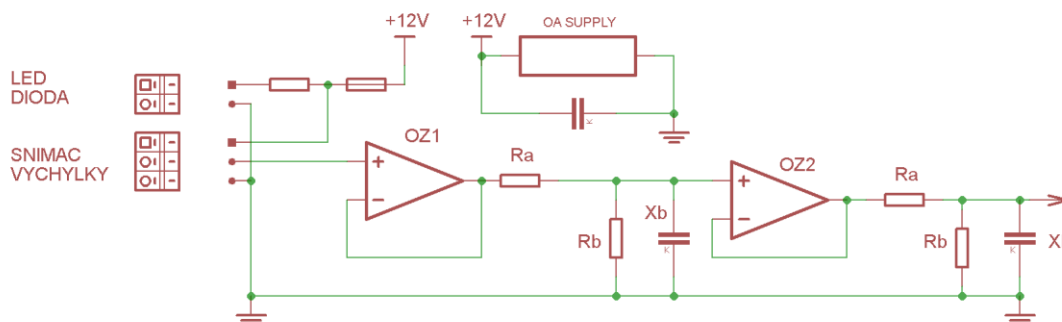 +12V
+12V
OA SUPPLY
LED
DIODA
K
SNIMAC
VYCHYLKY
OZ1
OZ2
Ra
Ra
Xb
Rb
K
Rb
K
X